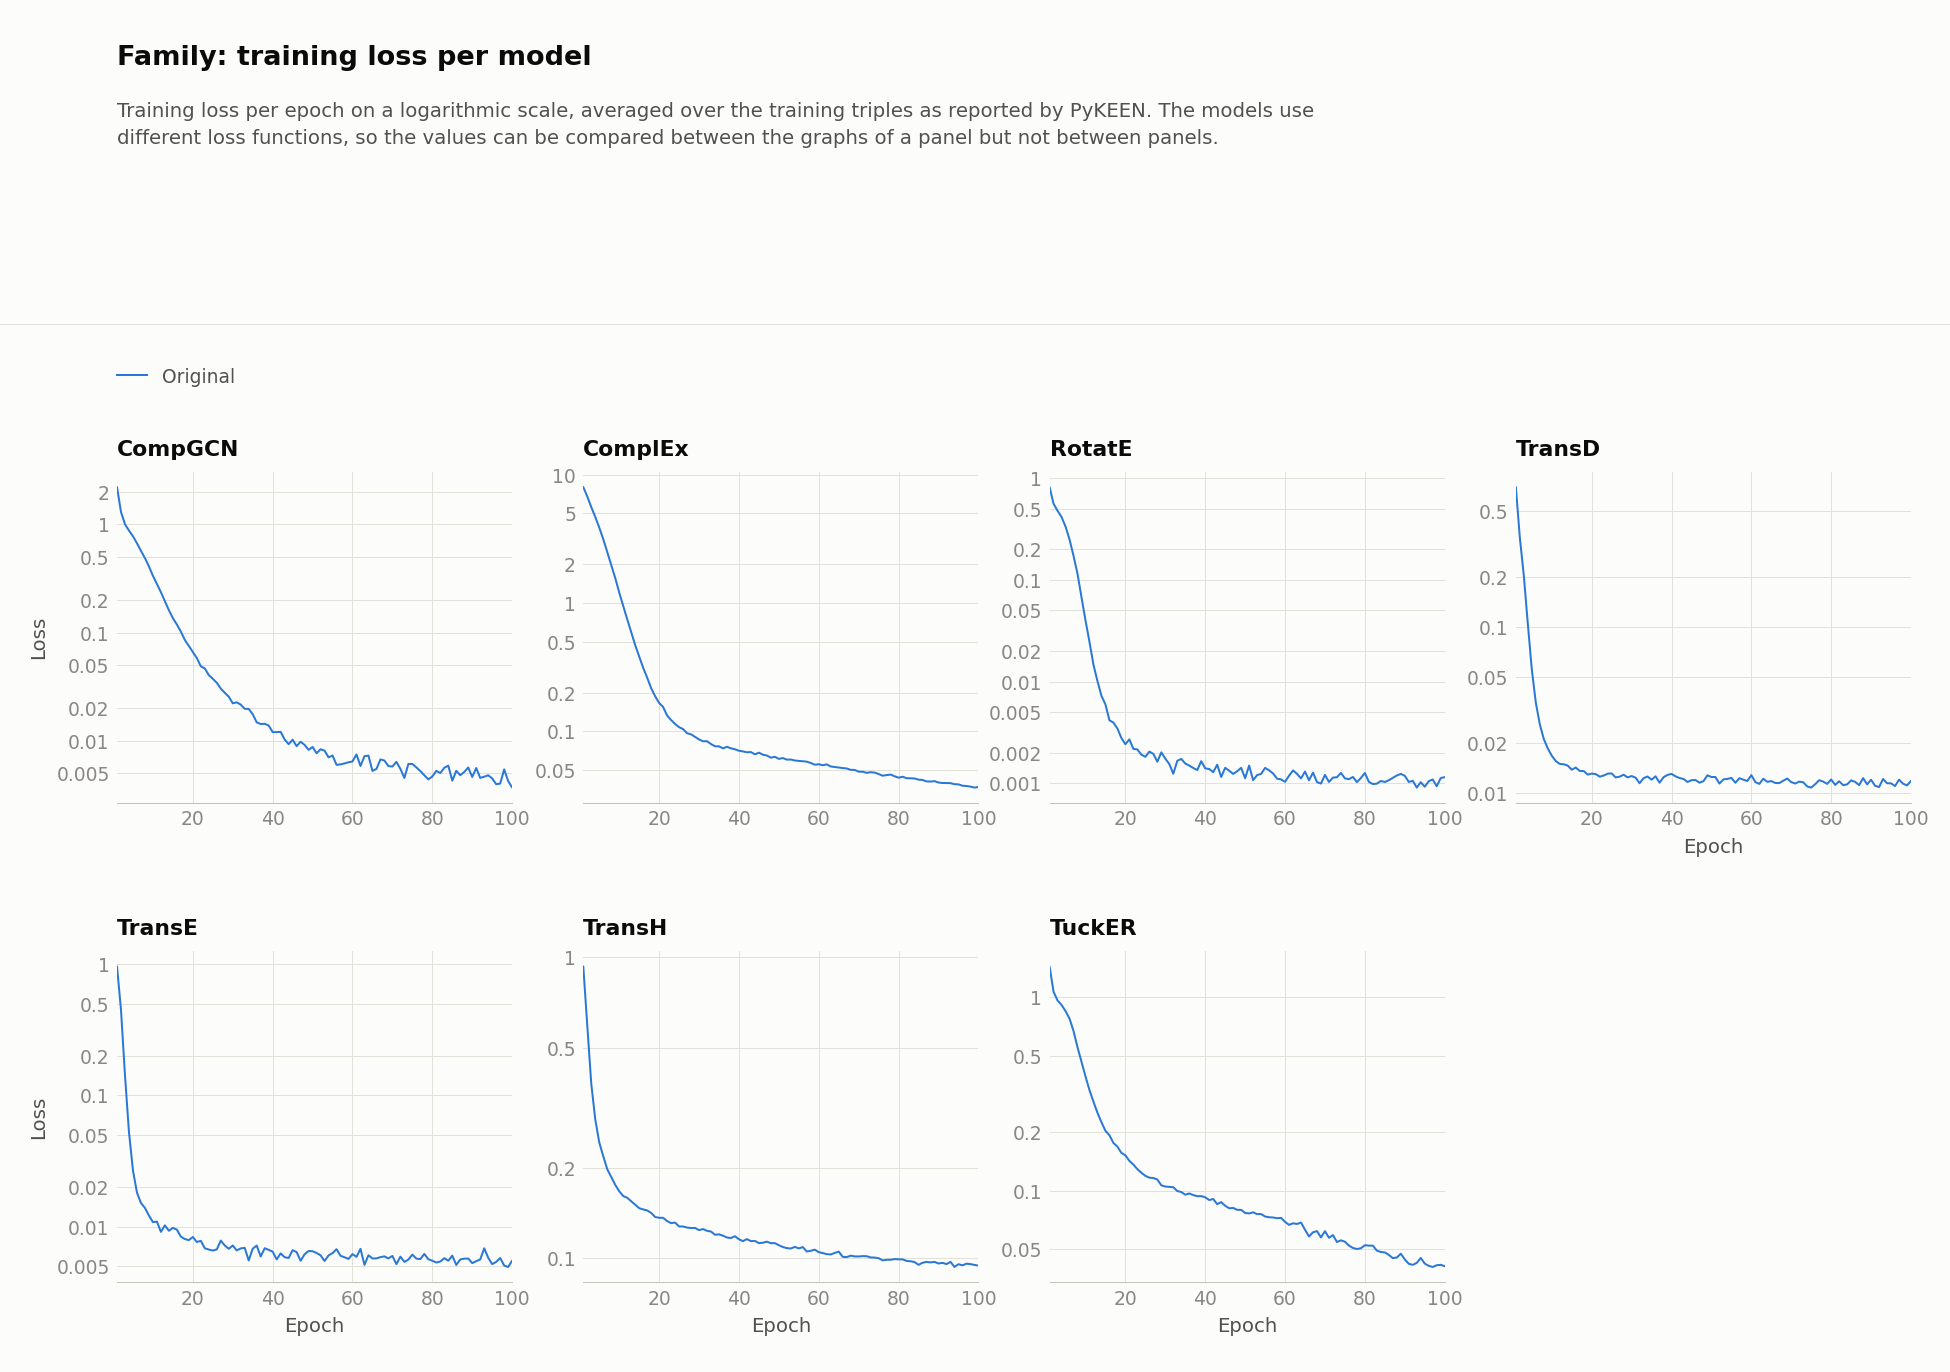 Family: training loss per model
Training loss per epoch on a logarithmic scale, averaged over the training triples as reported by PyKEEN. The models use
different loss functions, so the values can be compared between the graphs of a panel but not between panels.
Original
CompGCN
2
1
0.5
0.2
0.1
0.05
0.02
0.01
0.005
Loss
20 40 60 80 100
ComplEx
10
5
2
1
0.5
0.2
0.1
0.05
20 40 60 80 100
RotatE
1
0.5
0.2
0.1
0.05
0.02
0.01
0.005
0.002
0.001
20 40 60 80 100
TransD
0.5
0.2
0.1
0.05
0.02
0.01
20 40 60 80 100
Epoch
TransE
1
0.5
0.2
0.1
0.05
0.02
0.01
0.005
Loss
20 40 60 80 100
Epoch
TransH
1
0.5
0.2
0.1
20 40 60 80 100
Epoch
TuckER
1
0.5
0.2
0.1
0.05
20 40 60 80 100
Epoch